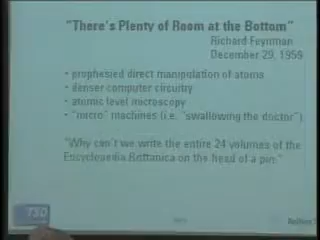 "There's Plenty of Room at the Bottom"
Richard Feynman
December 29, 1959
• prophesied direct manipulation of atoms
• denser computer circuitry
• atomic level microscopy
• "micro" machines (i.e. "swallowing the doctor")
"Why can't we write the entire 24 volumes of the
Encyclopaedia Brittanica on the head of a pin."
TSD